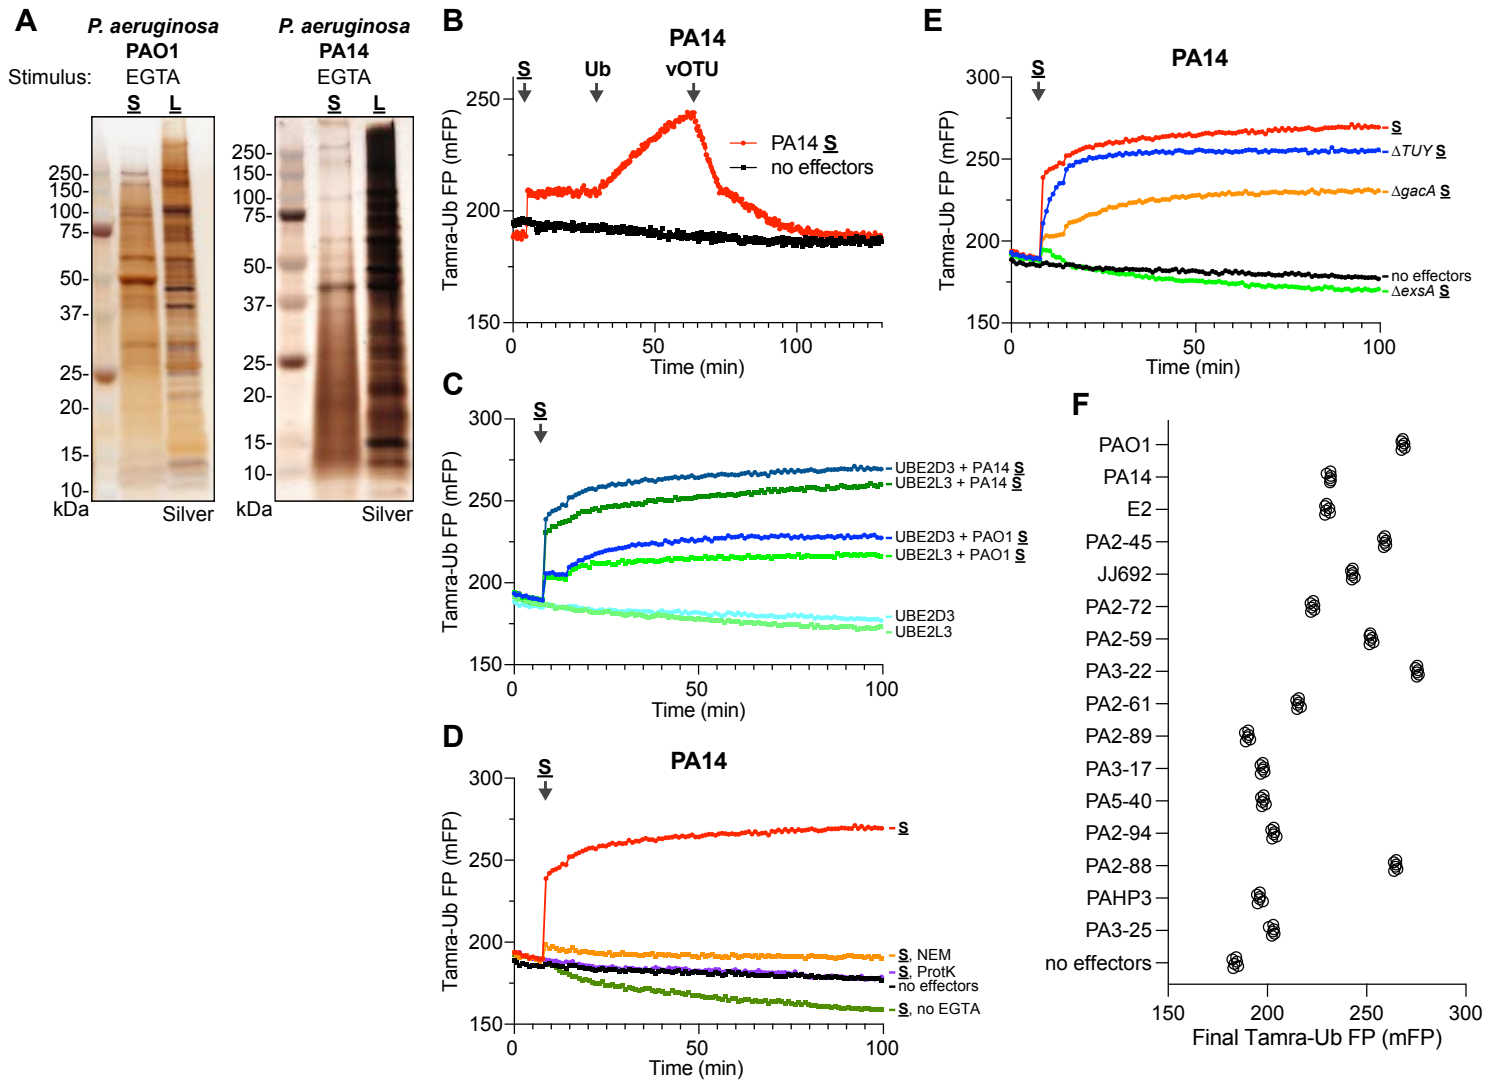 A
P. aeruginosa
PAO1
P. aeruginosa
PA14
Stimulus:
EGTA
EGTA
S L
S L
250-
150-
100-
75-
50-
37-
25-
20-
15-
10-
kDa
Silver
250-
150-
100-
75-
50-
37-
25-
20-
15-
10-
kDa
Silver
B
PA14
S
Ub
vOTU
Tamra-Ub FP (mFP)
250
200
150
PA14 S
no effectors
0
50
100
Time (min)
C
S
Tamra-Ub FP (mFP)
300
250
200
150
UBE2D3 + PA14 S
UBE2L3 + PA14 S
UBE2D3 + PAO1 S
UBE2L3 + PAO1 S
UBE2D3
UBE2L3
0
50
100
Time (min)
D
PA14
S
Tamra-Ub FP (mFP)
300
250
200
150
S
S, NEM
S, ProtK
no effectors
S, no EGTA
0
50
100
Time (min)
E
PA14
S
Tamra-Ub FP (mFP)
300
250
200
150
S
ΔTUY S
ΔgacA S
no effectors
ΔexsA S
0
50
100
Time (min)
F
PAO1
PA14
E2
PA2-45
JJ692
PA2-72
PA2-59
PA3-22
PA2-61
PA2-89
PA3-17
PA5-40
PA2-94
PA2-88
PAHP3
PA3-25
no effectors
150
200
250
300
Final Tamra-Ub FP (mFP)